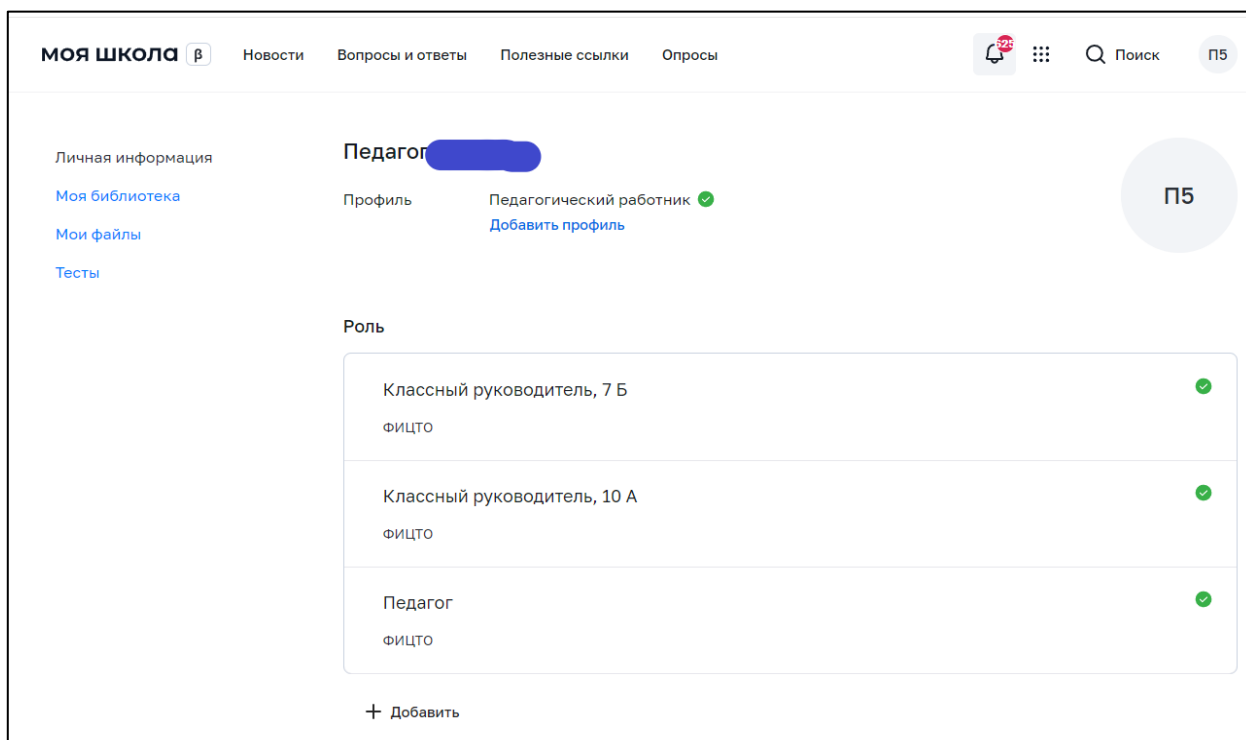 моя школа β Новости Вопросы и ответы Полезные ссылки Опросы 625 Поиск П5
Личная информация
Моя библиотека
Мои файлы
Тесты
Педагог
Профиль Педагогический работник
Добавить профиль
П5
Роль
Классный руководитель, 7 Б
ФИЦТО
Классный руководитель, 10 А
ФИЦТО
Педагог
ФИЦТО
+ Добавить